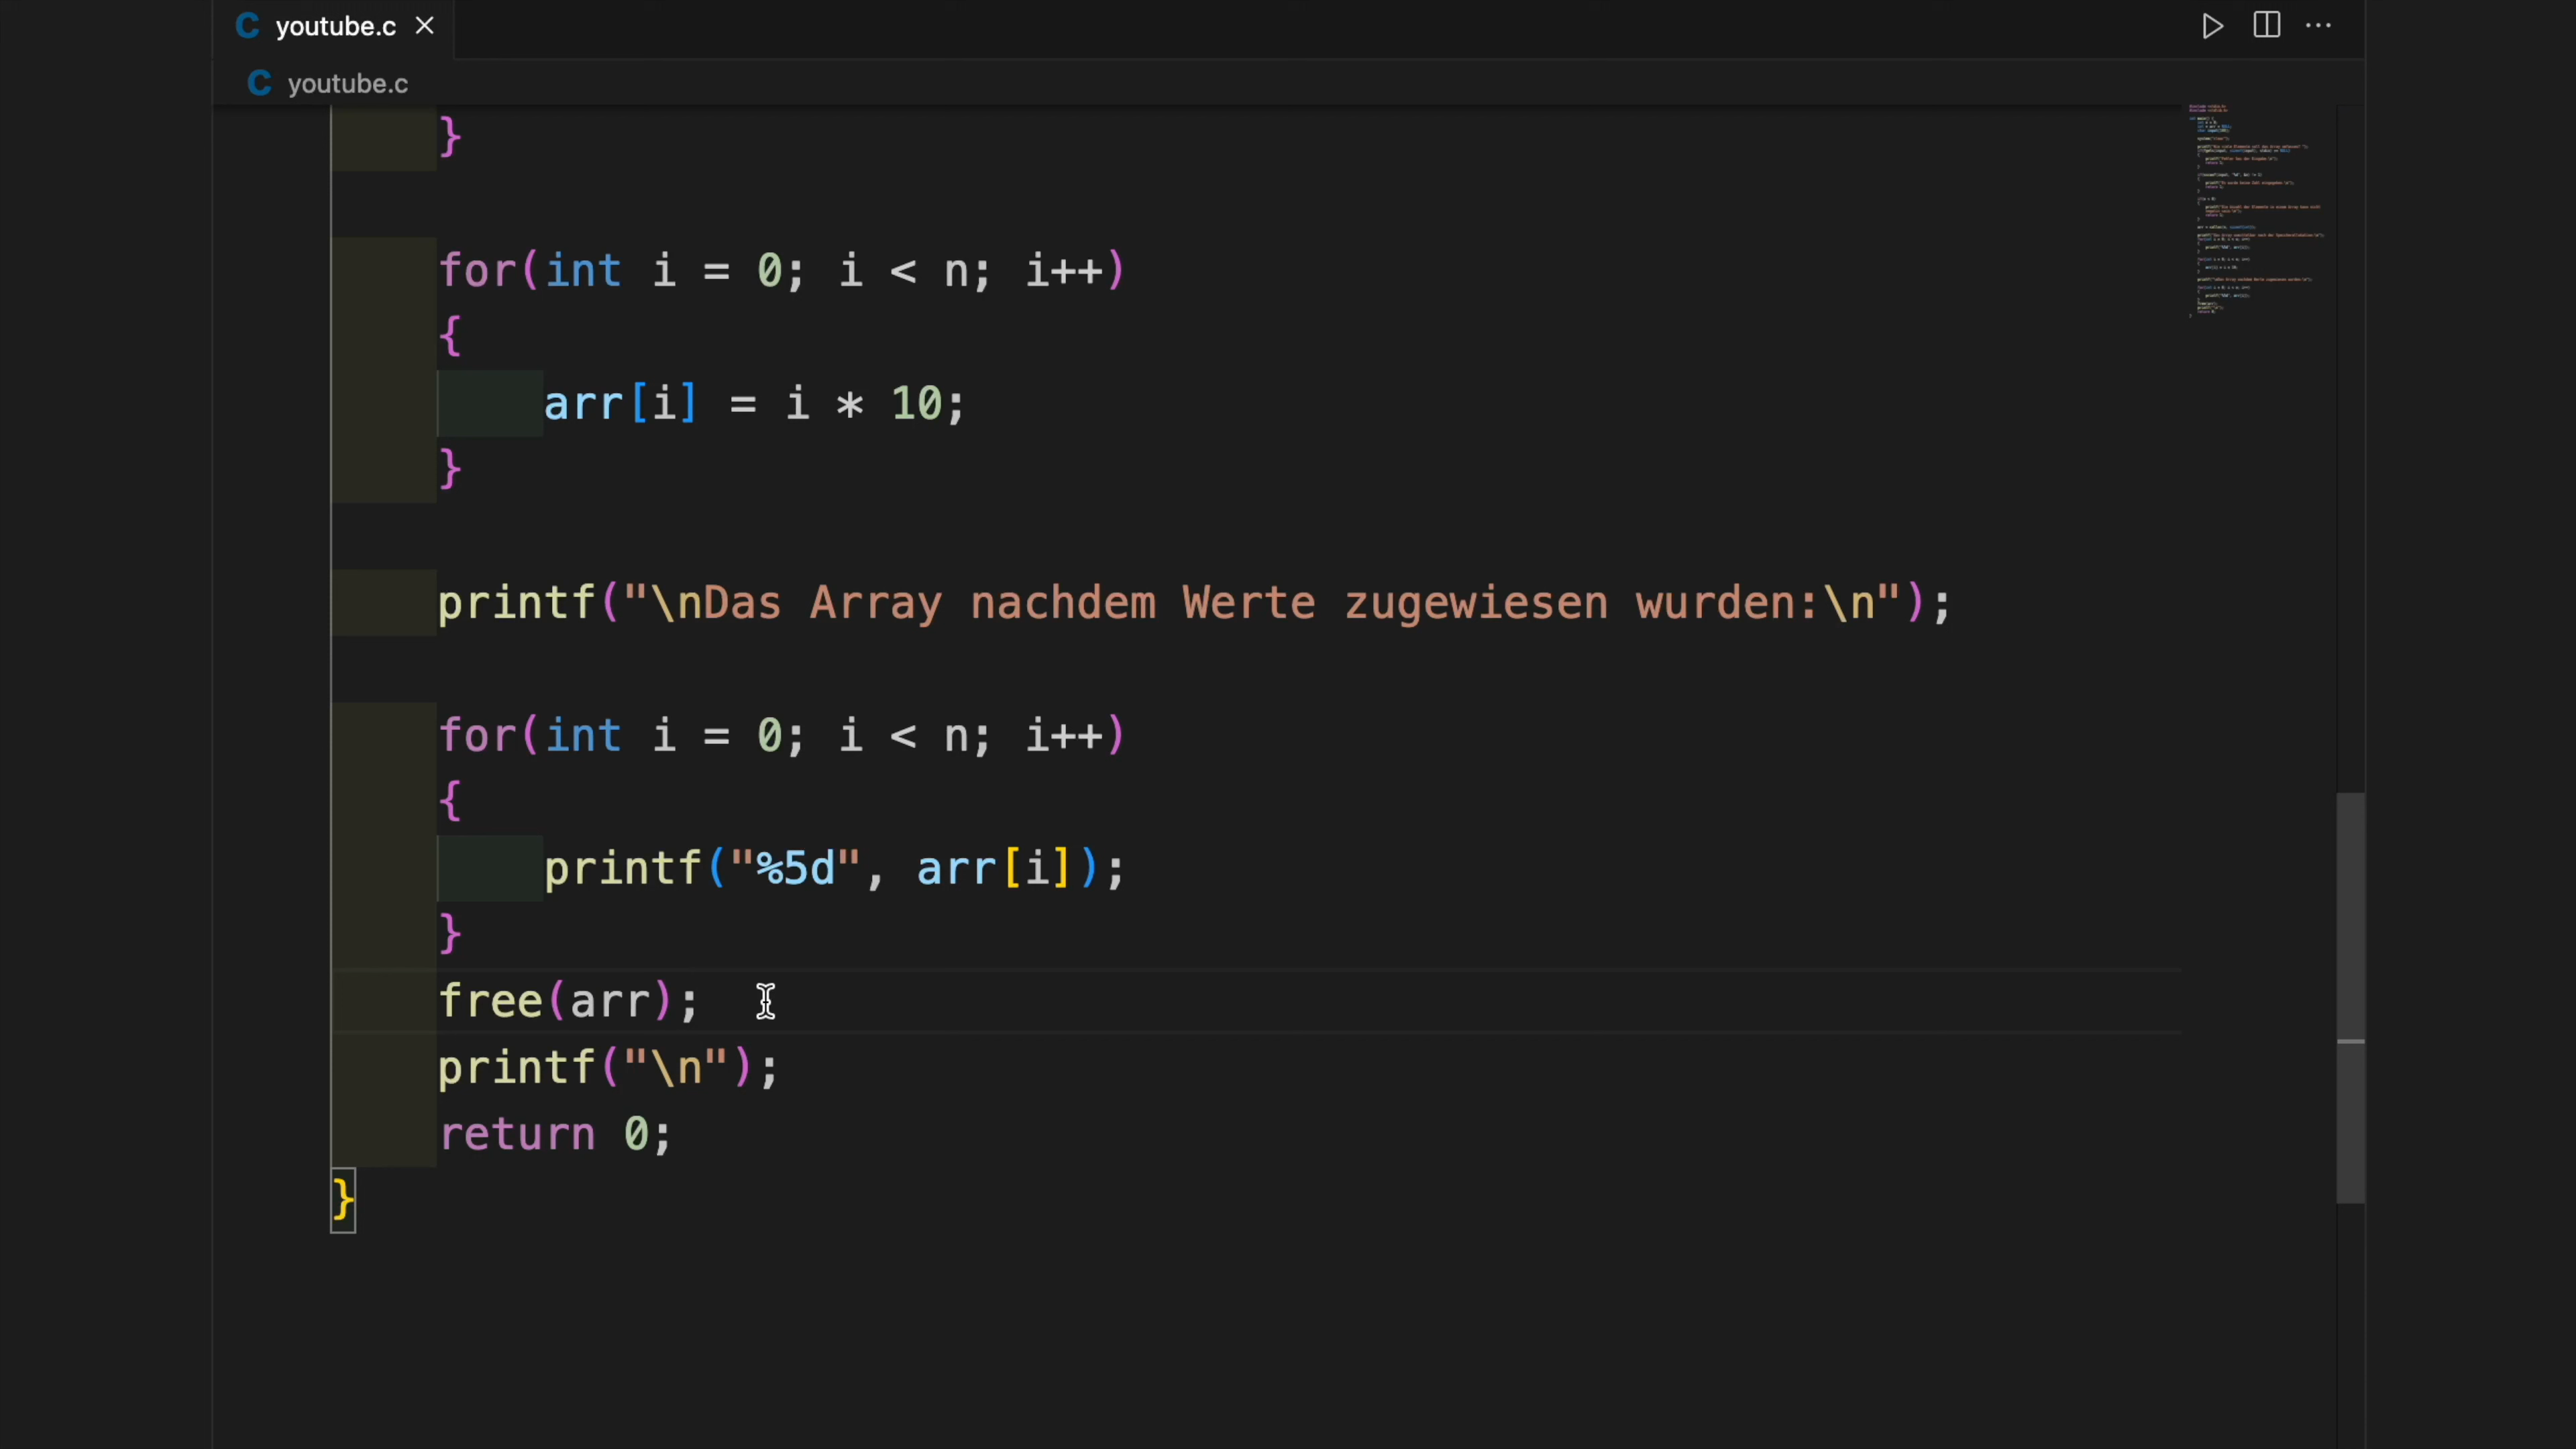 C youtube.c
C youtube.c
}
for(int i = 0; i < n; i++)
{
arr[i] = i * 10;
}
printf("\nDas Array nachdem Werte zugewiesen wurden:\n");
for(int i = 0; i < n; i++)
{
printf("%5d", arr[i]);
}
free(arr);
printf("\n");
return 0;
}